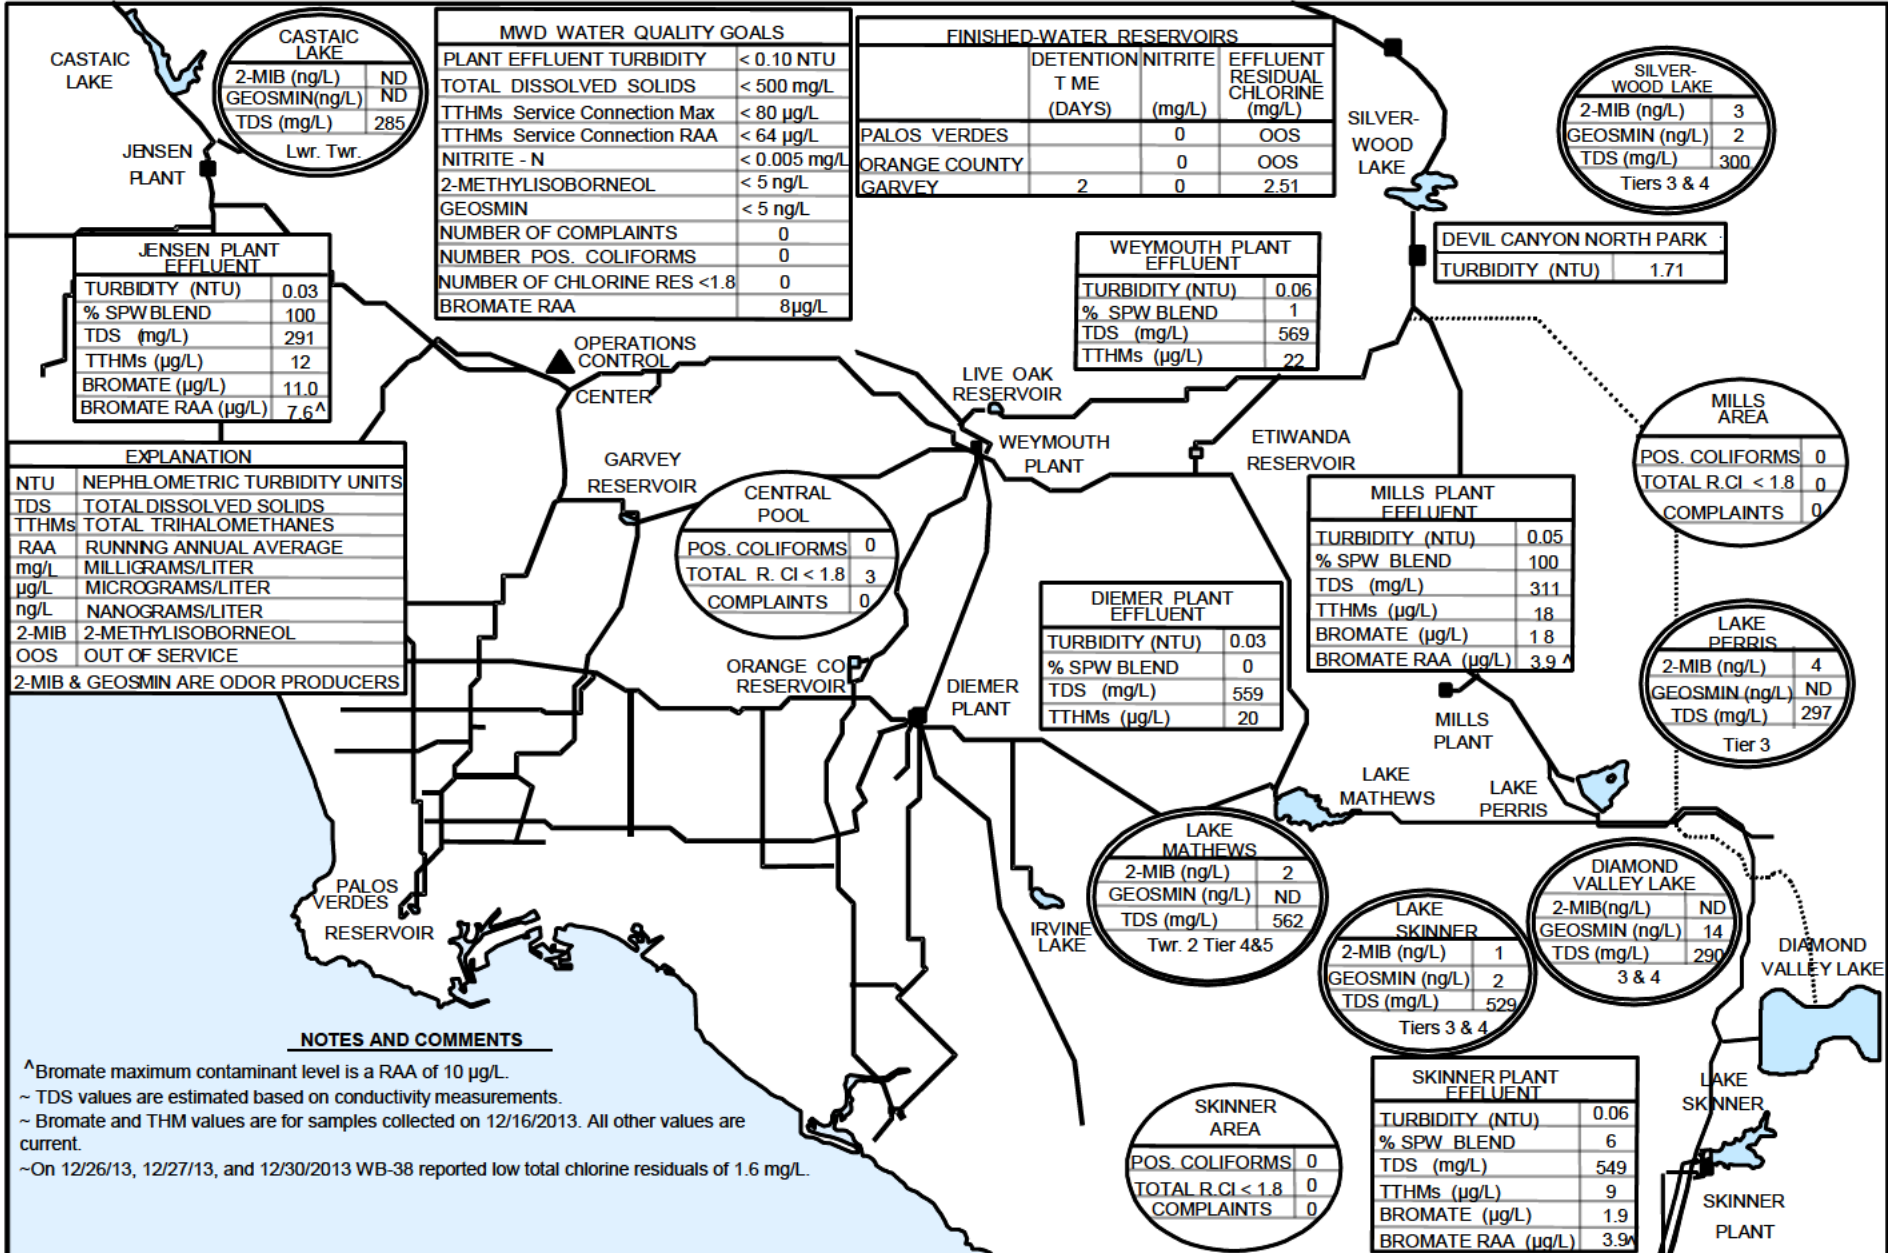 CASTAIC
LAKE
CASTAIC
LAKE
2-MIB (ng/L) ND
GEOSMIN(ng/L) ND
TDS (mg/L) 285
Lwr. Twr.
JENSEN
PLANT
MWD WATER QUALITY GOALS
PLANT EFFLUENT TURBIDITY < 0.10 NTU
TOTAL DISSOLVED SOLIDS < 500 mg/L
TTHMs Service Connection Max < 80 µg/L
TTHMs Service Connection RAA < 64 µg/L
NITRITE - N < 0.005 mg/L
2-METHYLISOBORNEOL < 5 ng/L
GEOSMIN < 5 ng/L
NUMBER OF COMPLAINTS 0
NUMBER POS. COLIFORMS 0
NUMBER OF CHLORINE RES <1.8 0
BROMATE RAA 8µg/L
FINISHED-WATER RESERVOIRS
DETENTION NITRITE EFFLUENT
T ME RESIDUAL
CHLORINE
(DAYS) (mg/L) (mg/L)
PALOS VERDES 0 OOS
ORANGE COUNTY 0 OOS
GARVEY 2 0 2.51
SILVER-
WOOD
LAKE
SILVER-
WOOD LAKE
2-MIB (ng/L) 3
GEOSMIN (ng/L) 2
TDS (mg/L) 300
Tiers 3 & 4
DEVIL CANYON NORTH PARK
TURBIDITY (NTU) 1.71
JENSEN PLANT
EFFLUENT
TURBIDITY (NTU) 0.03
% SPW BLEND 100
TDS (mg/L) 291
TTHMs (µg/L) 12
BROMATE (µg/L) 11.0
BROMATE RAA (µg/L) 7.6^
WEYMOUTH PLANT
EFFLUENT
TURBIDITY (NTU) 0.06
% SPW BLEND 1
TDS (mg/L) 569
TTHMs (µg/L) 22
OPERATIONS
CONTROL
CENTER
LIVE OAK
RESERVOIR
WEYMOUTH
PLANT
ETIWANDA
RESERVOIR
MILLS
AREA
POS. COLIFORMS 0
TOTAL R.Cl < 1.8 0
COMPLAINTS 0
EXPLANATION
NTU NEPHELOMETRIC TURBIDITY UNITS
TDS TOTAL DISSOLVED SOLIDS
TTHMs TOTAL TRIHALOMETHANES
RAA RUNNING ANNUAL AVERAGE
mg/L MILLIGRAMS/LITER
µg/L MICROGRAMS/LITER
ng/L NANOGRAMS/LITER
2-MIB 2-METHYLISOBORNEOL
OOS OUT OF SERVICE
2-MIB & GEOSMIN ARE ODOR PRODUCERS
GARVEY
RESERVOIR
CENTRAL
POOL
POS. COLIFORMS 0
TOTAL R. Cl < 1.8 3
COMPLAINTS 0
MILLS PLANT
EFFLUENT
TURBIDITY (NTU) 0.05
% SPW BLEND 100
TDS (mg/L) 311
TTHMs (µg/L) 18
BROMATE (µg/L) 1 8
BROMATE RAA (µg/L) 3.9 ^
DIEMER PLANT
EFFLUENT
TURBIDITY (NTU) 0.03
% SPW BLEND 0
TDS (mg/L) 559
TTHMs (µg/L) 20
ORANGE CO
RESERVOIR
DIEMER
PLANT
LAKE
PERRIS
2-MIB (ng/L) 4
GEOSMIN (ng/L) ND
TDS (mg/L) 297
Tier 3
MILLS
PLANT
LAKE
MATHEWS
LAKE
PERRIS
LAKE
MATHEWS
2-MIB (ng/L) 2
GEOSMIN (ng/L) ND
TDS (mg/L) 562
Twr. 2 Tier 4&5
DIAMOND
VALLEY LAKE
2-MIB(ng/L) ND
GEOSMIN (ng/L) 14
TDS (mg/L) 290
3 & 4
LAKE
SKINNER
2-MIB (ng/L) 1
GEOSMIN (ng/L) 2
TDS (mg/L) 529
Tiers 3 & 4
PALOS
VERDES
RESERVOIR
IRVINE
LAKE
DIAMOND
VALLEY LAKE
NOTES AND COMMENTS
^Bromate maximum contaminant level is a RAA of 10 µg/L.
~ TDS values are estimated based on conductivity measurements.
~ Bromate and THM values are for samples collected on 12/16/2013. All other values are
current.
~On 12/26/13, 12/27/13, and 12/30/2013 WB-38 reported low total chlorine residuals of 1.6 mg/L.
SKINNER
AREA
POS. COLIFORMS 0
TOTAL R.Cl < 1.8 0
COMPLAINTS 0
SKINNER PLANT
EFFLUENT
TURBIDITY (NTU) 0.06
% SPW BLEND 6
TDS (mg/L) 549
TTHMs (µg/L) 9
BROMATE (µg/L) 1.9
BROMATE RAA (µg/L) 3.9^
LAKE
SKINNER
SKINNER
PLANT